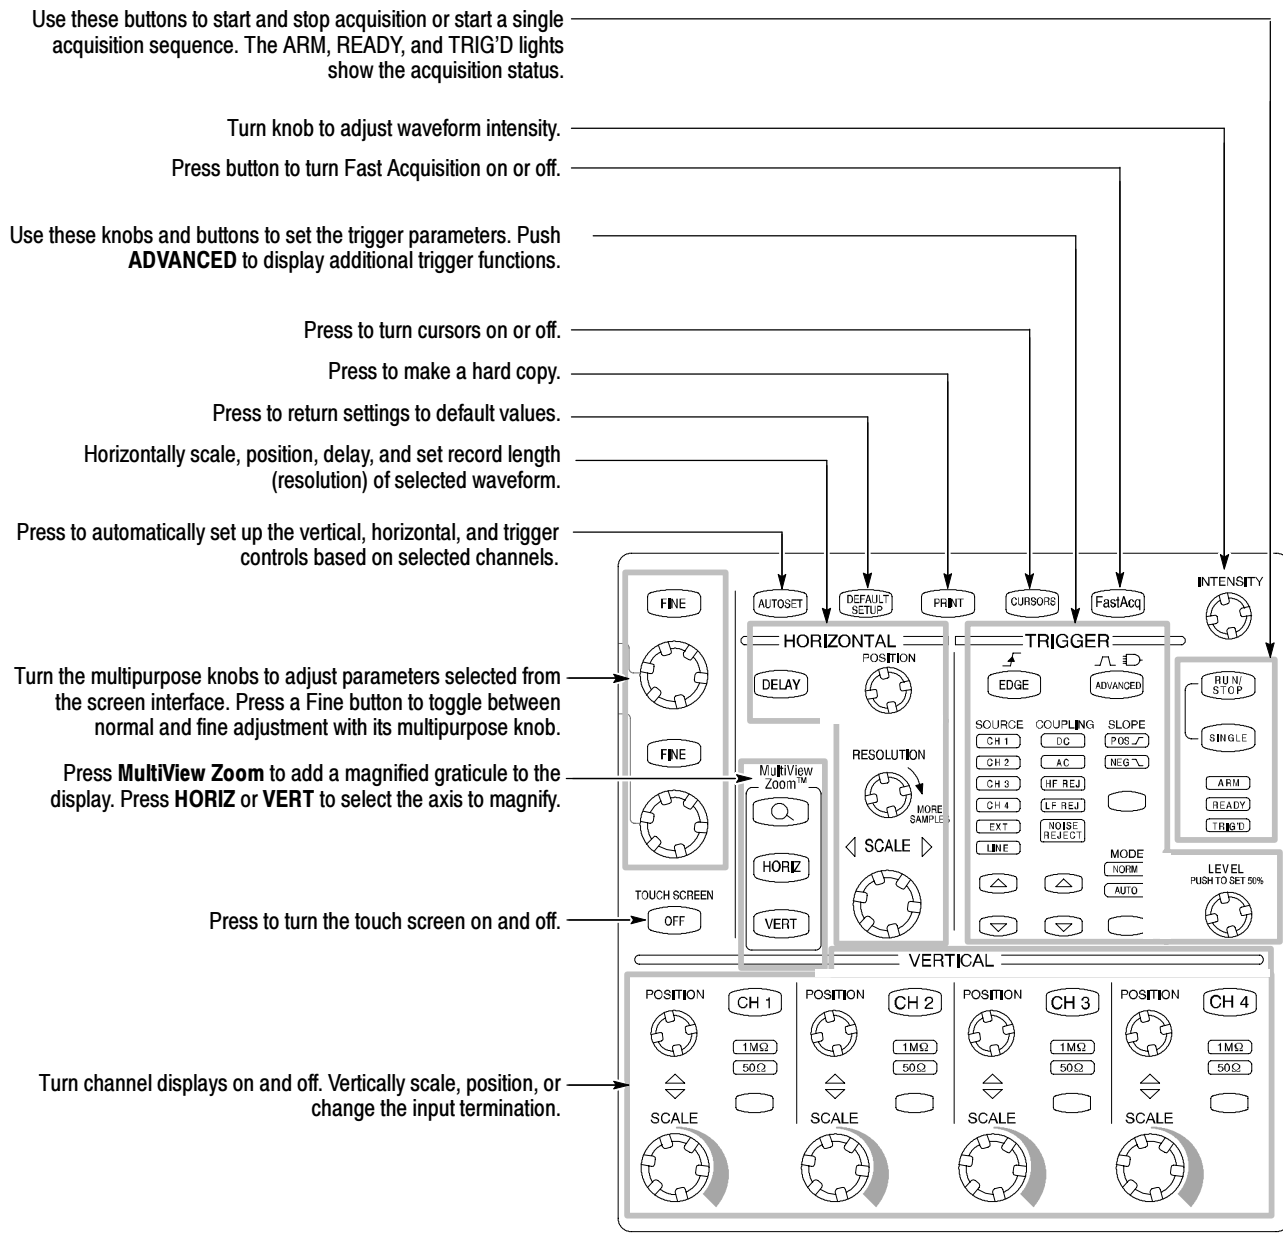 Use these buttons to start and stop acquisition or start a single
acquisition sequence. The ARM, READY, and TRIG’D lights
show the acquisition status.
Turn knob to adjust waveform intensity.
Press button to turn Fast Acquisition on or off.
Use these knobs and buttons to set the trigger parameters. Push
ADVANCED to display additional trigger functions.
Press to turn cursors on or off.
Press to make a hard copy.
Press to return settings to default values.
Horizontally scale, position, delay, and set record length
(resolution) of selected waveform.
Press to automatically set up the vertical, horizontal, and trigger
controls based on selected channels.
Turn the multipurpose knobs to adjust parameters selected from
the screen interface. Press a Fine button to toggle between
normal and fine adjustment with its multipurpose knob.
Press MultiView Zoom to add a magnified graticule to the
display. Press HORIZ or VERT to select the axis to magnify.
Press to turn the touch screen on and off.
Turn channel displays on and off. Vertically scale, position, or
change the input termination.
FINE
FINE
TOUCH SCREEN
OFF
AUTOSET
DEFAULT
SETUP
PRINT
CURSORS
FastAcq
INTENSITY
HORIZONTAL
POSITION
DELAY
RESOLUTION
MORE
SAMPLES
SCALE
MultiView
Zoom™
HORIZ
VERT
TRIGGER
EDGE
ADVANCED
SOURCE
CH 1
CH 2
CH 3
CH 4
EXT
LINE
COUPLING
DC
AC
HF REJ
LF REJ
NOISE
REJECT
SLOPE
POS
NEG
MODE
NORM
AUTO
RUN/
STOP
SINGLE
ARM
READY
TRIG'D
LEVEL
PUSH TO SET 50%
VERTICAL
POSITION
CH 1
1MΩ
50Ω
SCALE
POSITION
CH 2
1MΩ
50Ω
SCALE
POSITION
CH 3
1MΩ
50Ω
SCALE
POSITION
CH 4
1MΩ
50Ω
SCALE